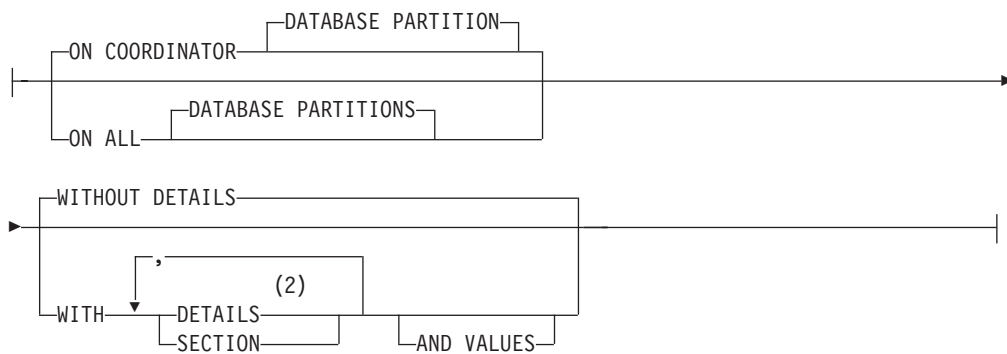 DATABASE PARTITION
ON COORDINATOR
DATABASE PARTITIONS
ON ALL
WITHOUT DETAILS
,
(2)
WITH DETAILS
SECTION AND VALUES